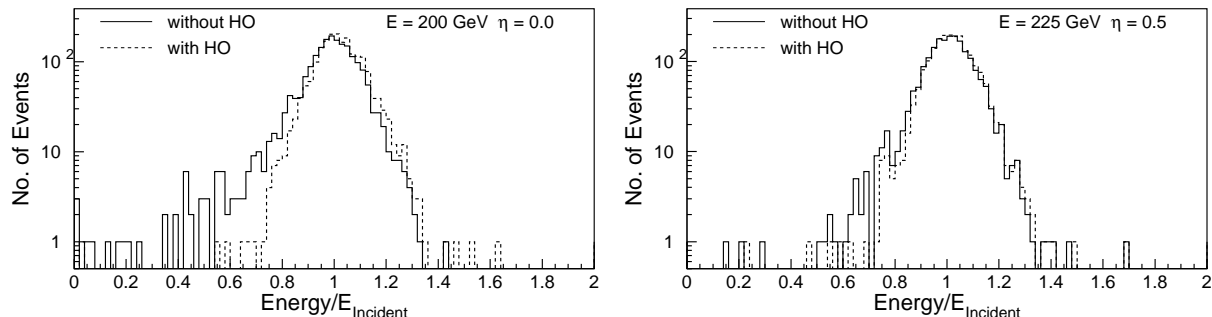 without HO
with HO
E = 200 GeV η = 0.0
No. of Events
10²
10
1
0 0.2 0.4 0.6 0.8 1 1.2 1.4 1.6 1.8 2
Energy/E_Incident
without HO
with HO
E = 225 GeV η = 0.5
No. of Events
10²
10
1
0 0.2 0.4 0.6 0.8 1 1.2 1.4 1.6 1.8 2
Energy/E_Incident